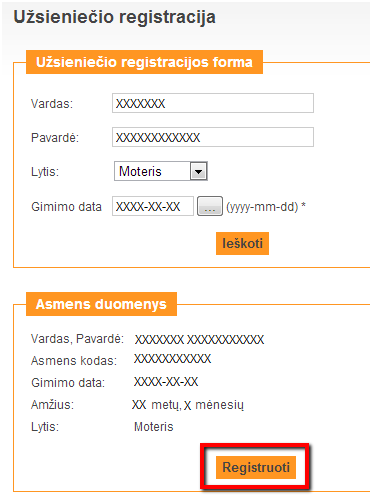 Užsieniečio registracija
Užsieniečio registracijos forma
Vardas: XXXXXXX
Pavardė: XXXXXXXXXXXX
Lytis: Moteris
Gimimo data XXXX-XX-XX ... (yyyy-mm-dd) *
Ieškoti
Asmens duomenys
Vardas, Pavardė: XXXXXXX XXXXXXXXXXX
Asmens kodas: XXXXXXXXXXX
Gimimo data: XXXX-XX-XX
Amžius: XX metų, X mėnesių
Lytis: Moteris
Registruoti